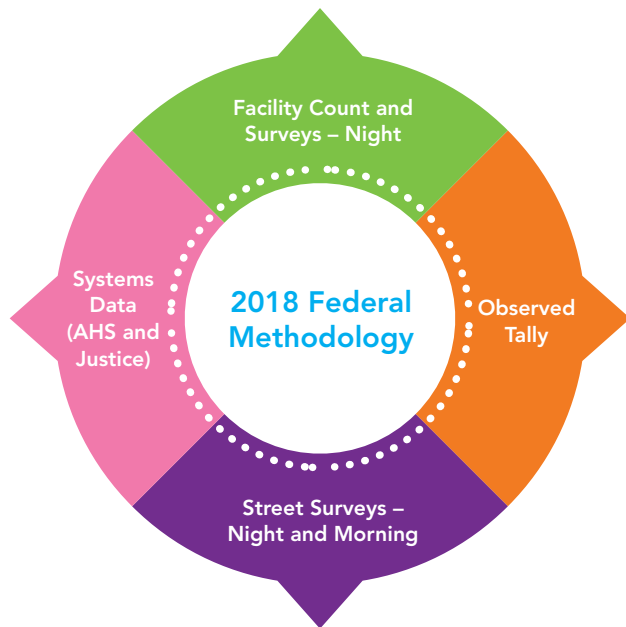 Facility Count and
Surveys – Night
Systems
Data
(AHS and
Justice)
2018 Federal
Methodology
Observed
Tally
Street Surveys –
Night and Morning